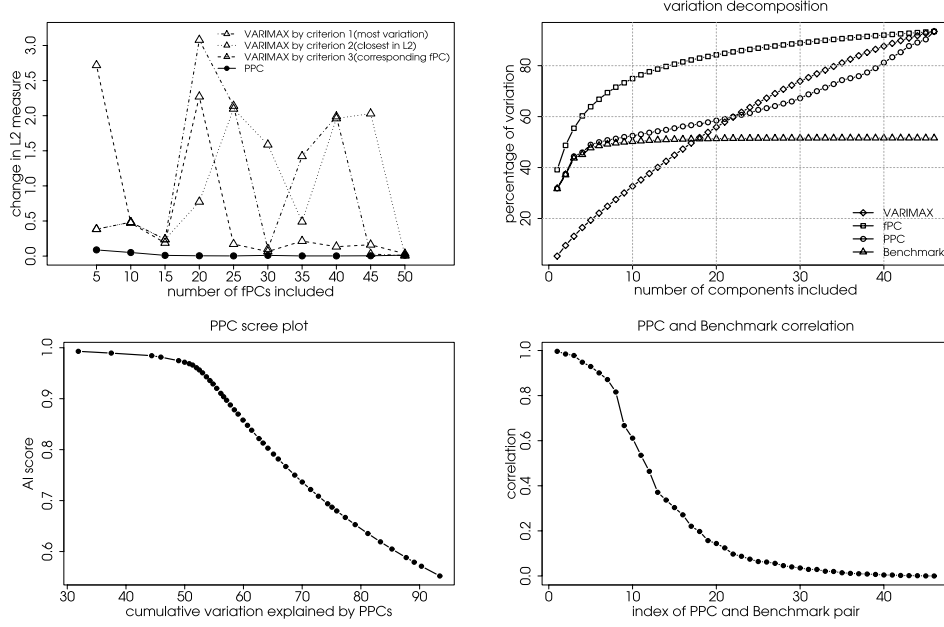 VARIMAX by criterion 1(most variation)
VARIMAX by criterion 2(closest in L2)
VARIMAX by criterion 3(corresponding fPC)
PPC
change in L2 measure
0.0 0.5 1.0 1.5 2.0 2.5 3.0
5 10 15 20 25 30 35 40 45 50
number of fPCs included
variation decomposition
percentage of variation
20 40 60 80
VARIMAX
fPC
PPC
Benchmark
0 10 20 30 40
number of components included
PPC scree plot
AI score
0.6 0.7 0.8 0.9 1.0
30 40 50 60 70 80 90
cumulative variation explained by PPCs
PPC and Benchmark correlation
correlation
0.0 0.2 0.4 0.6 0.8 1.0
0 10 20 30 40
index of PPC and Benchmark pair